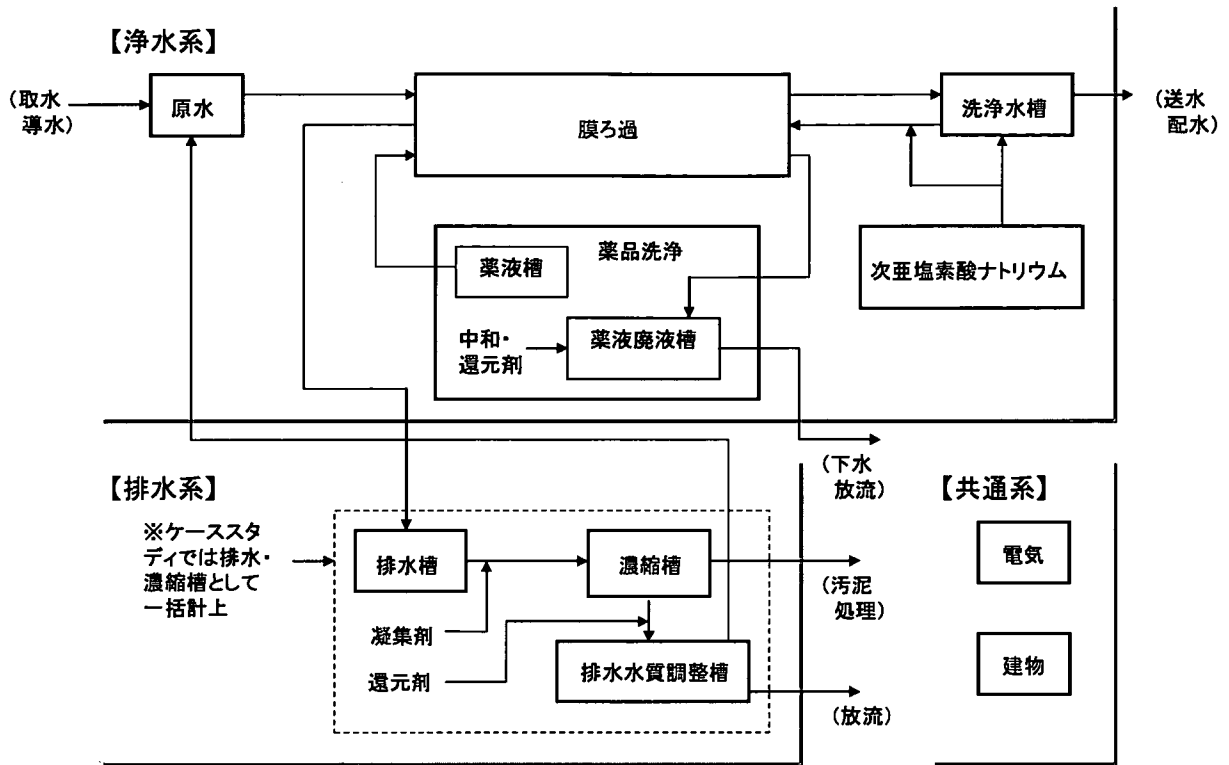 【浄水系】
(取水
導水)
原水
膜ろ過
洗浄水槽
(送水
配水)
薬品洗浄
薬液槽
次亜塩素酸ナトリウム
中和・
還元剤
薬液廃液槽
(下水
放流)
【排水系】
【共通系】
※ケーススタ
ディでは排水・
濃縮槽として
一括計上
排水槽
濃縮槽
電気
(汚泥
処理)
凝集剤
還元剤
排水水質調整槽
建物
(放流)